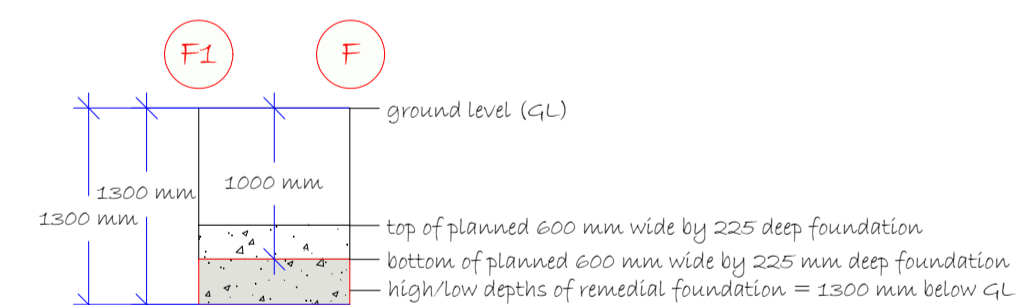 F1
F
ground level (GL)
1000 mm
1300 mm
1300 mm
top of planned 600 mm wide by 225 deep foundation
bottom of planned 600 mm wide by 225 mm deep foundation
high/low depths of remedial foundation = 1300 mm below GL